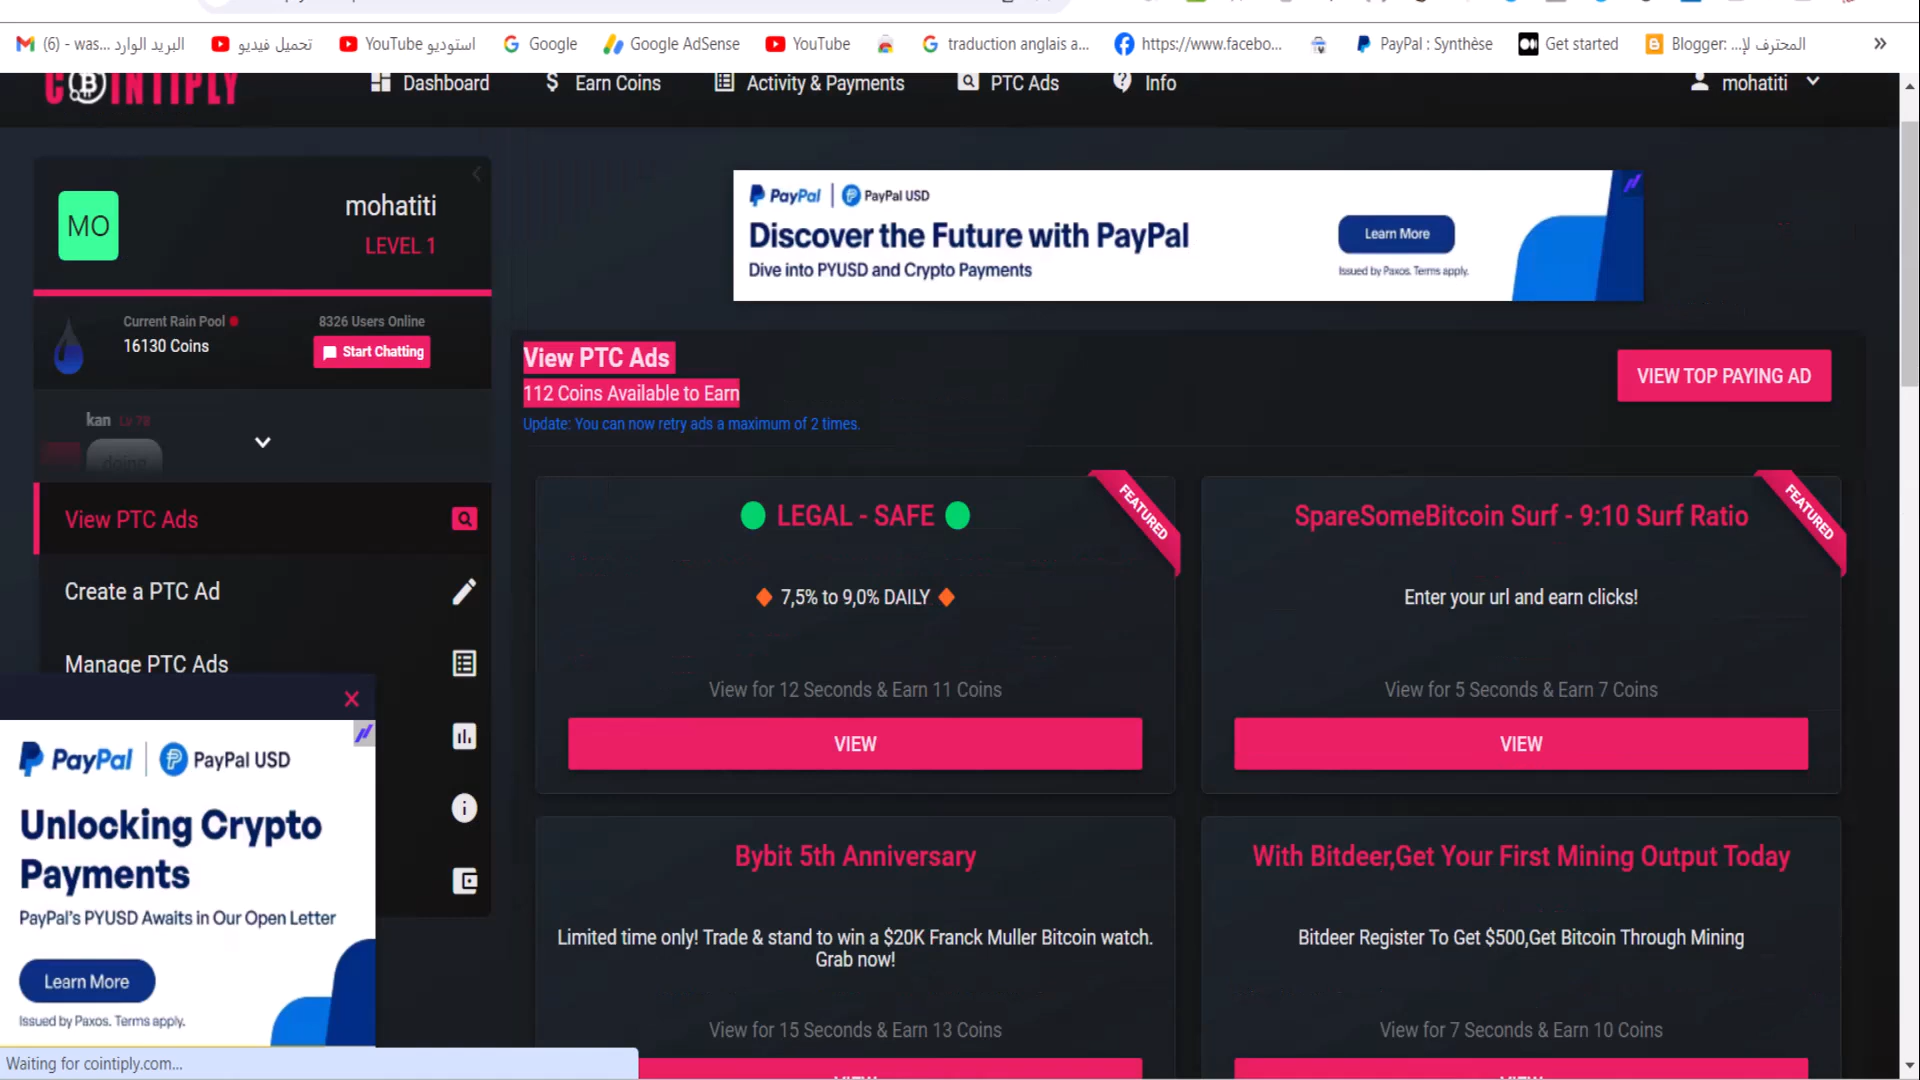 (6) - was... البريد الوارد
تحميل فيديو
استوديو YouTube
Google
Google AdSense
YouTube
traduction anglais a...
https://www.facebo...
PayPal : Synthèse
Get started
Blogger: ...المحترف لإ
COINTIPLY
Dashboard
Earn Coins
Activity & Payments
PTC Ads
Info
mohatiti
MO
mohatiti
LEVEL 1
Current Rain Pool
16130 Coins
8326 Users Online
Start Chatting
kan Lv 78
doing
View PTC Ads
Create a PTC Ad
Manage PTC Ads
PayPal | PayPal USD
Discover the Future with PayPal
Dive into PYUSD and Crypto Payments
Learn More
Issued by Paxos. Terms apply.
View PTC Ads
112 Coins Available to Earn
Update: You can now retry ads a maximum of 2 times.
VIEW TOP PAYING AD
FEATURED
LEGAL - SAFE
7,5% to 9,0% DAILY
View for 12 Seconds & Earn 11 Coins
VIEW
FEATURED
SpareSomeBitcoin Surf - 9:10 Surf Ratio
Enter your url and earn clicks!
View for 5 Seconds & Earn 7 Coins
VIEW
Bybit 5th Anniversary
Limited time only! Trade & stand to win a $20K Franck Muller Bitcoin watch.
Grab now!
View for 15 Seconds & Earn 13 Coins
VIEW
With Bitdeer,Get Your First Mining Output Today
Bitdeer Register To Get $500,Get Bitcoin Through Mining
View for 7 Seconds & Earn 10 Coins
VIEW
PayPal | PayPal USD
Unlocking Crypto
Payments
PayPal's PYUSD Awaits in Our Open Letter
Learn More
Issued by Paxos. Terms apply.
Waiting for cointiply.com...